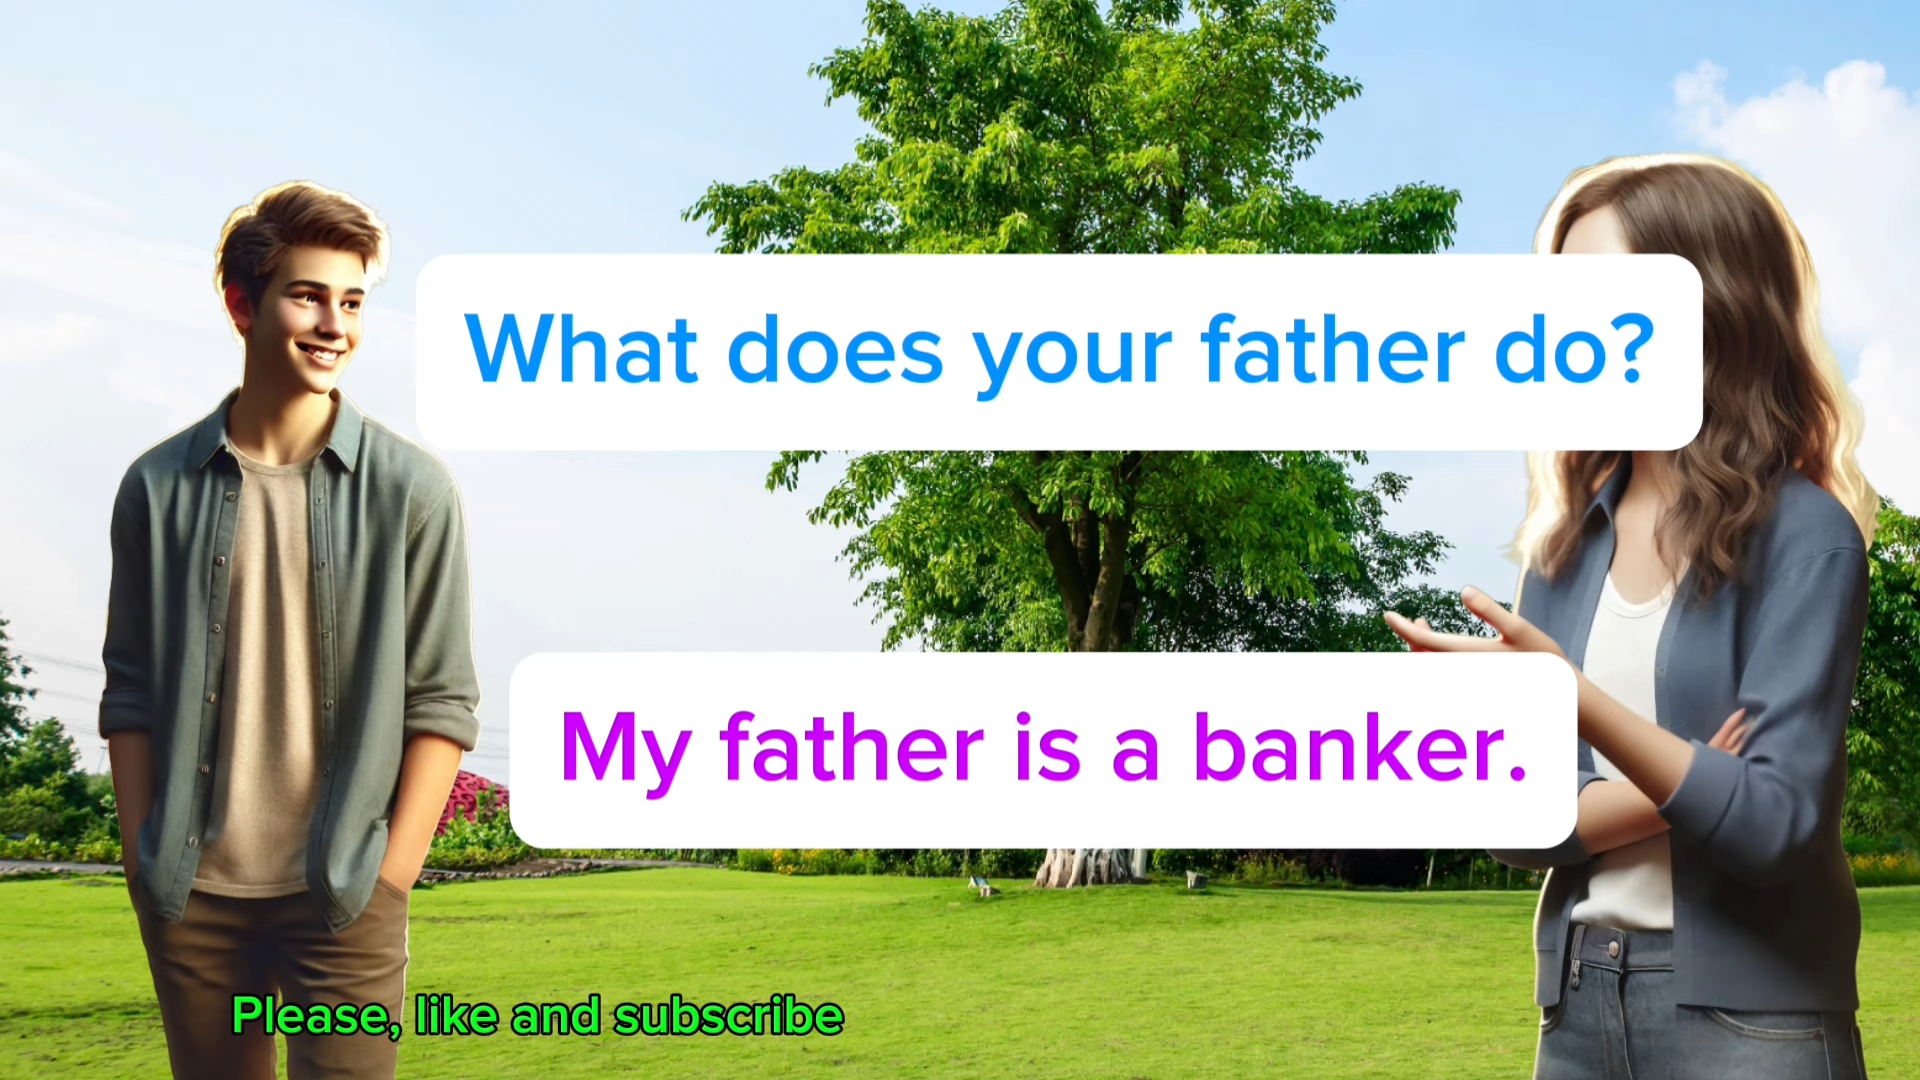 What does your father do?
My father is a banker.
Please, like and subscribe